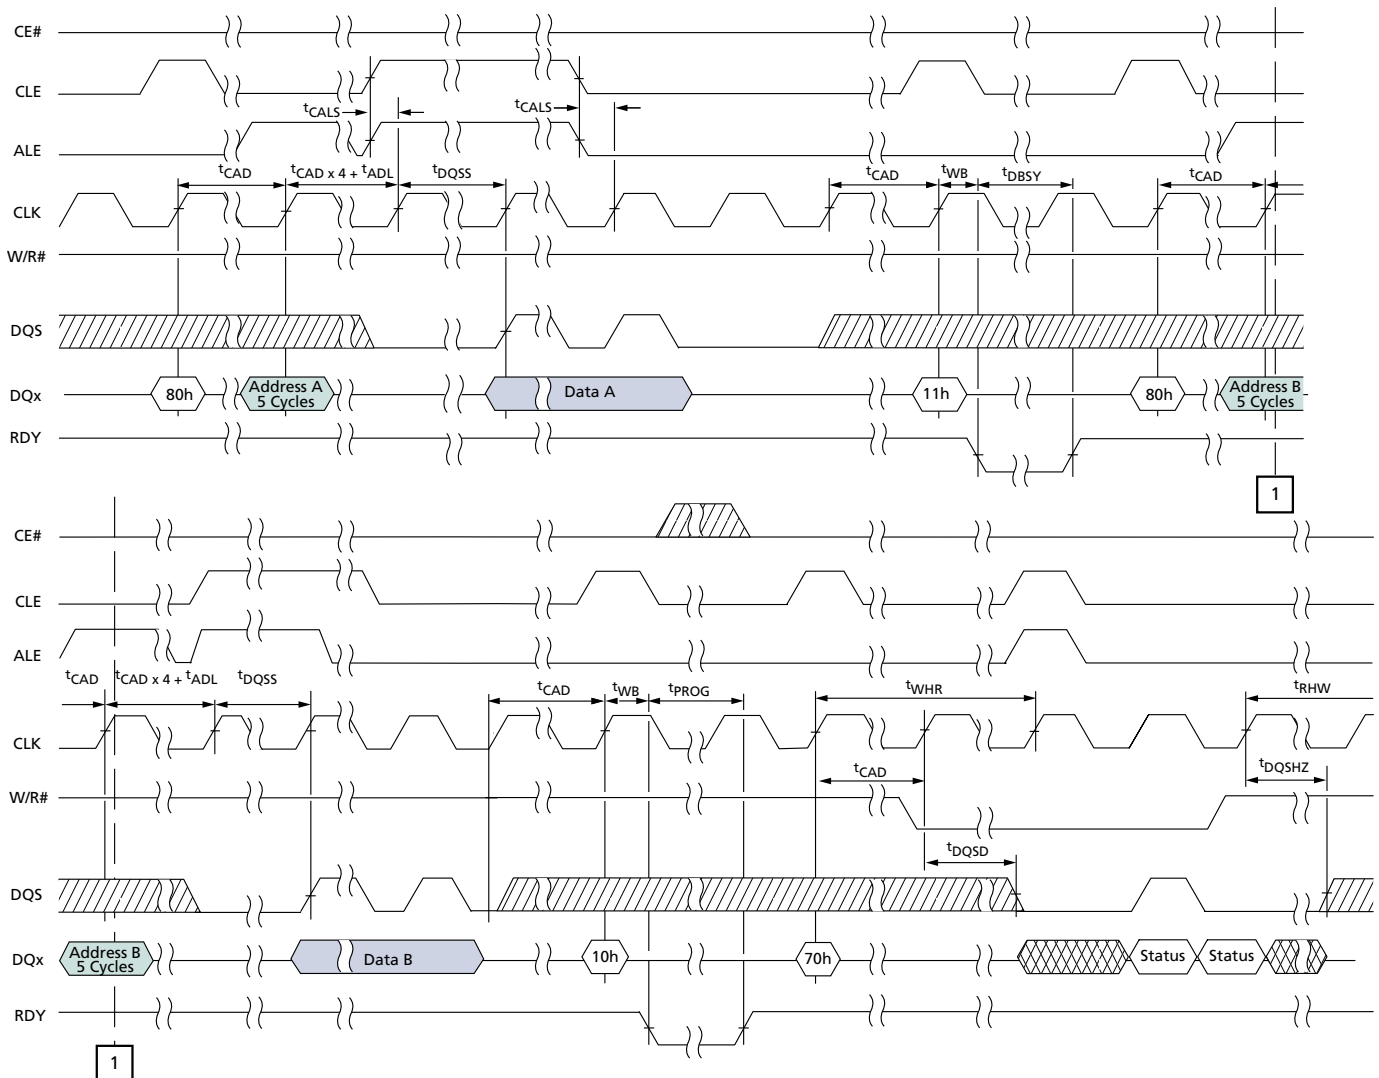 CE#
CLE
tCALS
tCALS
ALE
tCAD
tCAD x 4 + tADL
tDQSS
tCAD
tWB
tDBSY
tCAD
CLK
W/R#
DQS
DQx
80h
Address A
5 Cycles
Data A
11h
80h
Address B
5 Cycles
RDY
1
CE#
CLE
ALE
tCAD
tCAD x 4 + tADL
tDQSS
tCAD
tWB
tPROG
tWHR
tRHW
CLK
tCAD
tDQSHZ
W/R#
tDQSD
DQS
DQx
Address B
5 Cycles
Data B
10h
70h
Status
Status
RDY
1